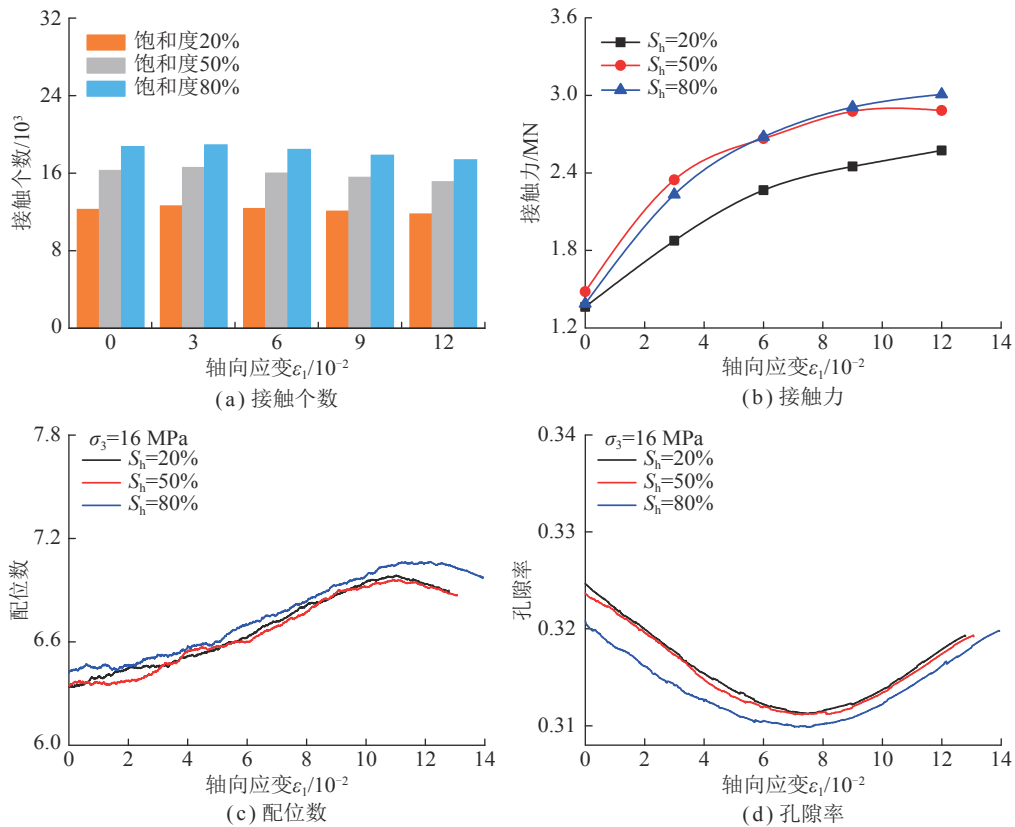 32
24
16
8
0
接触个数/10³
饱和度20%
饱和度50%
饱和度80%
0 3 6 9 12
轴向应变ε₁/10⁻²
(a) 接触个数
3.6
3.0
2.4
1.8
1.2
接触力/MN
Sₕ=20%
Sₕ=50%
Sₕ=80%
0 2 4 6 8 10 12 14
轴向应变ε₁/10⁻²
(b) 接触力
7.8
7.2
6.6
6.0
配位数
σ₃=16 MPa
Sₕ=20%
Sₕ=50%
Sₕ=80%
0 2 4 6 8 10 12 14
轴向应变ε₁/10⁻²
(c) 配位数
0.34
0.33
0.32
0.31
孔隙率
σ₃=16 MPa
Sₕ=20%
Sₕ=50%
Sₕ=80%
0 2 4 6 8 10 12 14
轴向应变ε₁/10⁻²
(d) 孔隙率